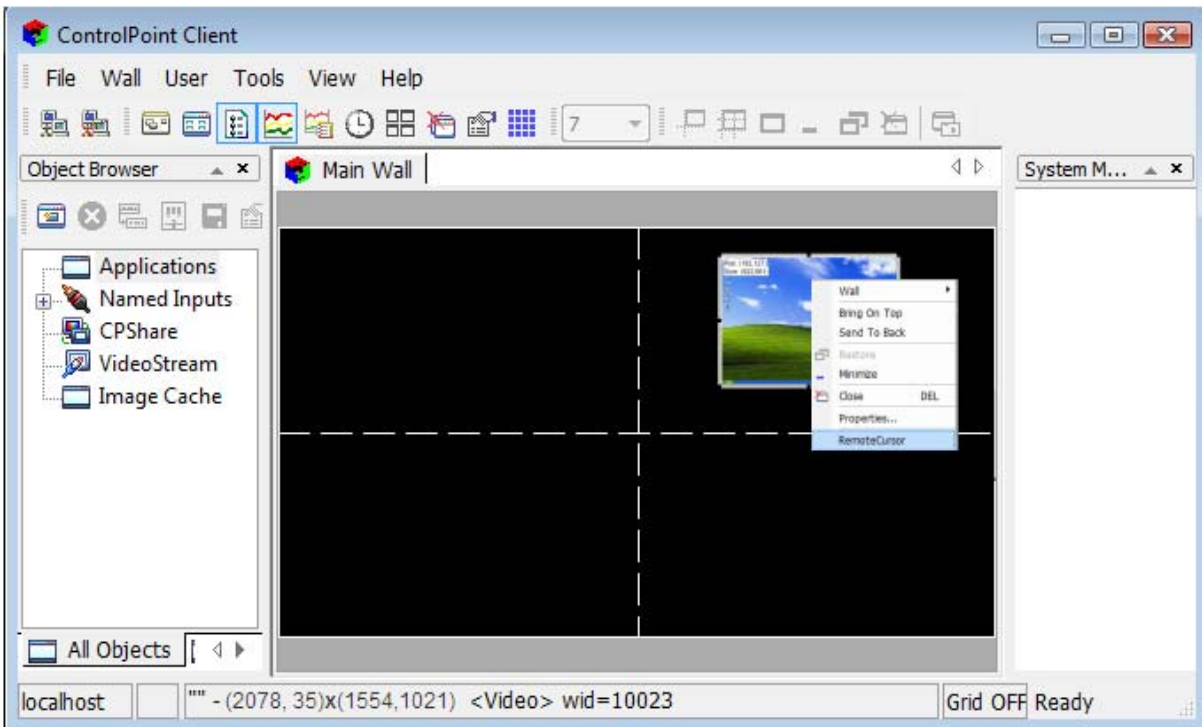 ControlPoint Client
File Wall User Tools View Help
7
Object Browser
Main Wall
System M...
Applications
Named Inputs
CPShare
VideoStream
Image Cache
Wall
Bring On Top
Send To Back
Restore
Minimize
Close DEL
Properties...
RemoteCursor
All Objects
localhost
"" - (2078, 35)x(1554,1021) <Video> wid=10023
Grid OFF
Ready